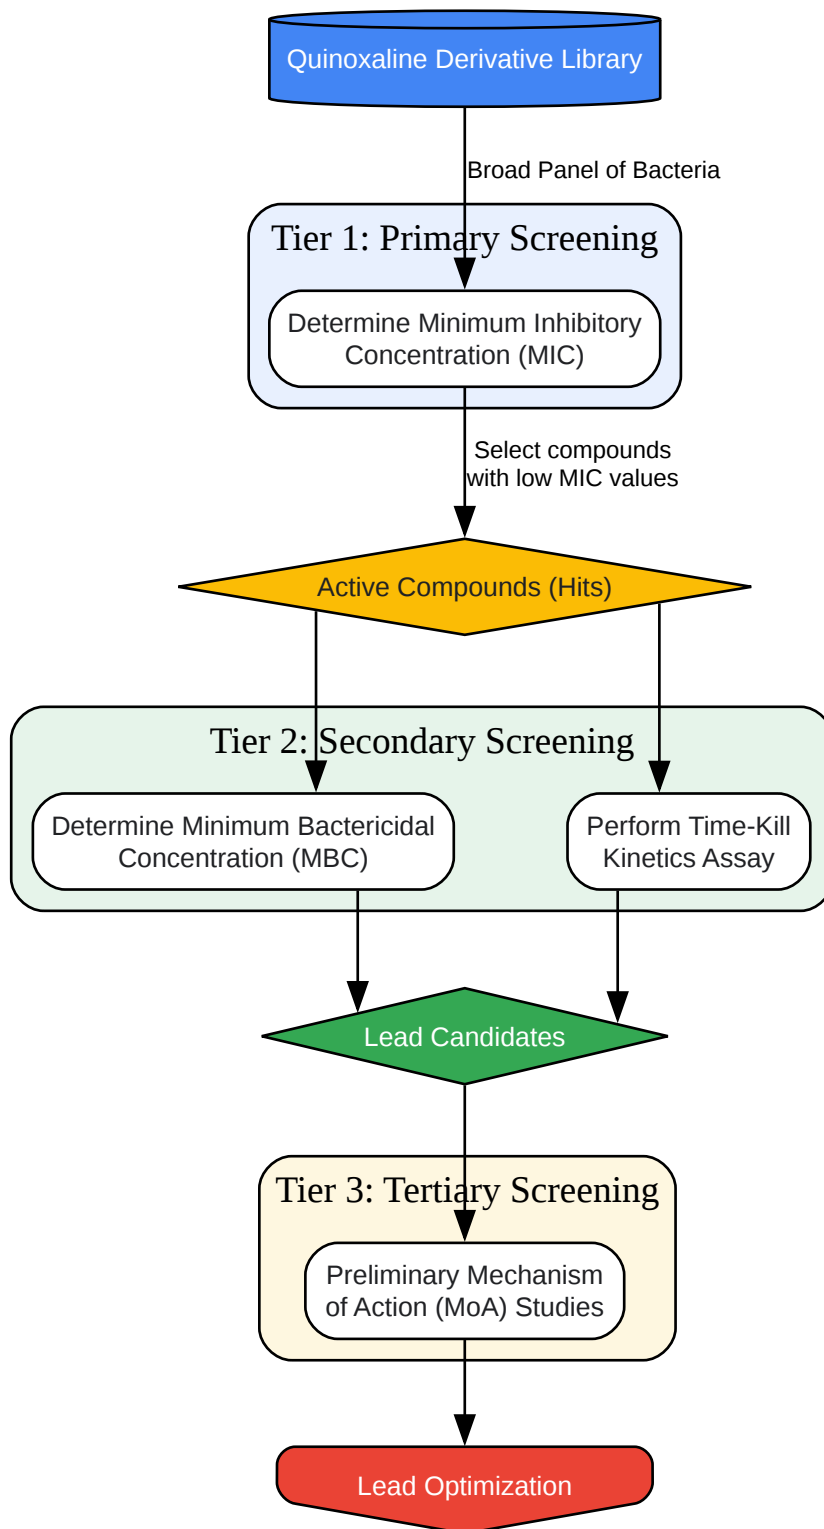 Quinoxaline Derivative Library
Broad Panel of Bacteria
Tier 1: Primary Screening
Determine Minimum Inhibitory
Concentration (MIC)
Select compounds
with low MIC values
Active Compounds (Hits)
Tier 2: Secondary Screening
Determine Minimum Bactericidal
Concentration (MBC)
Perform Time-Kill
Kinetics Assay
Lead Candidates
Tier 3: Tertiary Screening
Preliminary Mechanism
of Action (MoA) Studies
Lead Optimization